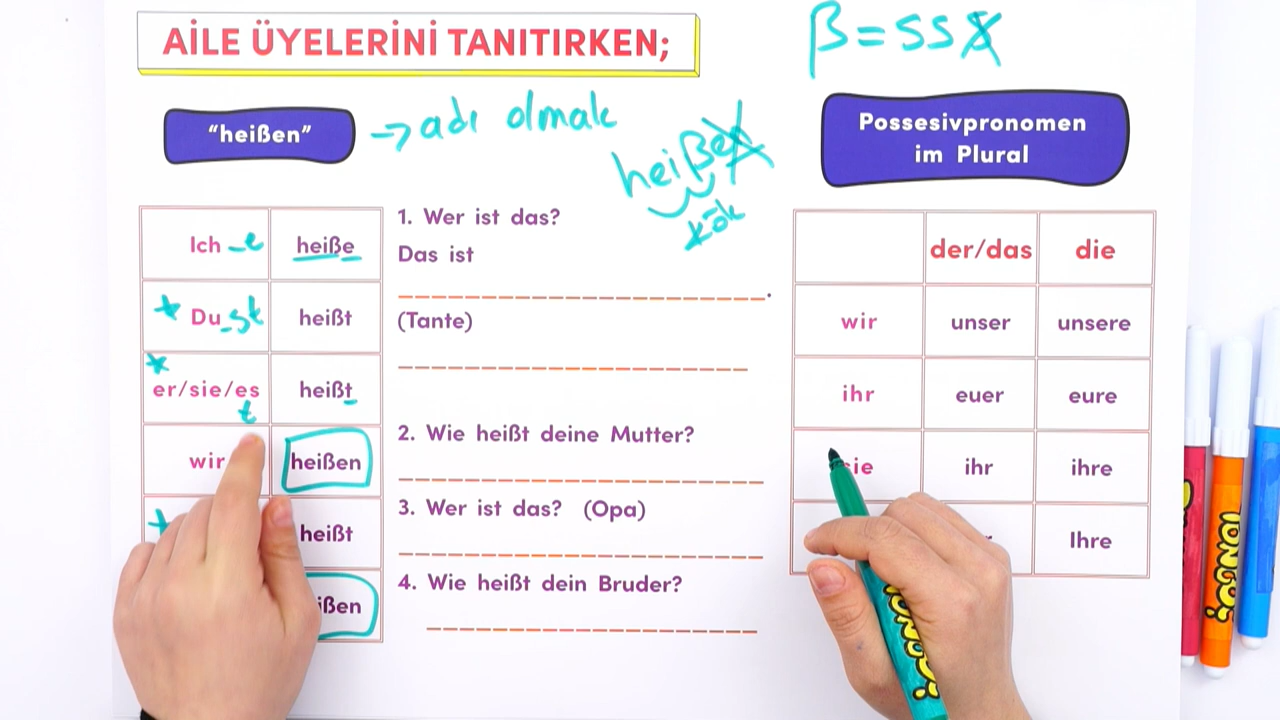 AİLE ÜYELERİNİ TANITIRKEN;
β = ss
"heißen"
→ adı olmak
heißen
kök
Possesivpronomen
im Plural
Ich -e heiße
* Du -st heißt
* er/sie/es t heißt
wir heißen
* heißt
ißen
1. Wer ist das?
Das ist
.
(Tante)
2. Wie heißt deine Mutter?
3. Wer ist das? (Opa)
4. Wie heißt dein Bruder?
der/das die
wir unser unsere
ihr euer eure
sie ihr ihre
Ihre